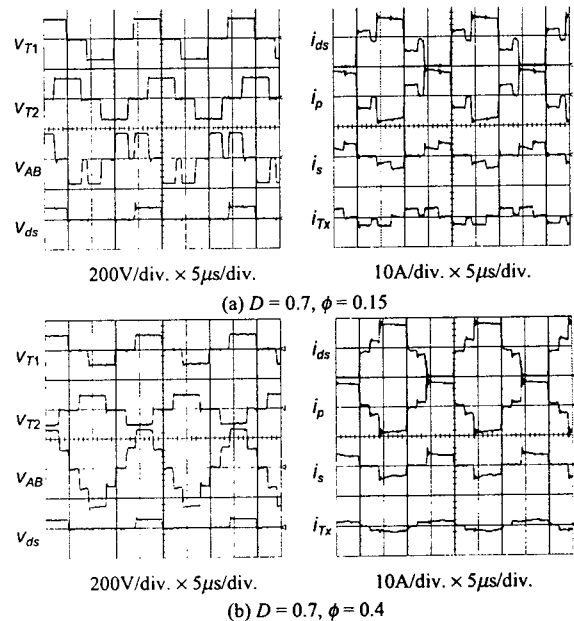 V_T1
V_T2
V_AB
V_ds
i_ds
i_p
i_s
i_Tx
200V/div. × 5μs/div.
10A/div. × 5μs/div.
(a) D = 0.7, ϕ = 0.15
V_T1
V_T2
V_AB
V_ds
i_ds
i_p
i_s
i_Tx
200V/div. × 5μs/div.
10A/div. × 5μs/div.
(b) D = 0.7, ϕ = 0.4